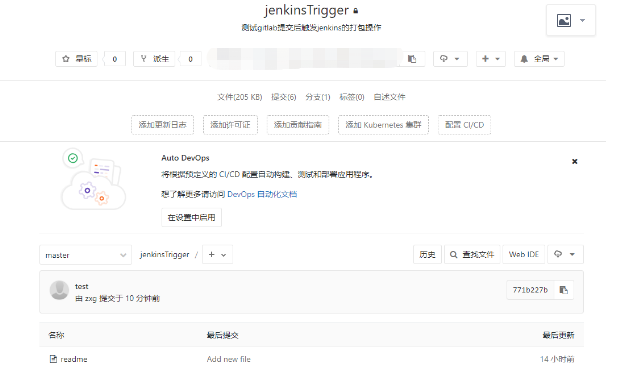 jenkinsTrigger
测试gitlab提交后触发jenkins的打包操作
星标 0 派生 0 全局
文件(205 KB) 提交(6) 分支(1) 标签(0) 自述文件
添加更新日志 添加许可证 添加贡献指南 添加 Kubernetes 集群 配置 CI/CD
Auto DevOps
将根据预定义的 CI/CD 配置自动构建、测试和部署应用程序。
想了解更多请访问 DevOps 自动化文档
在设置中启用
master jenkinsTrigger / + 历史 查找文件 Web IDE
test
由 zxg 提交于 10 分钟前
771b227b
名称 最后提交 最后更新
readme Add new file 14 小时前